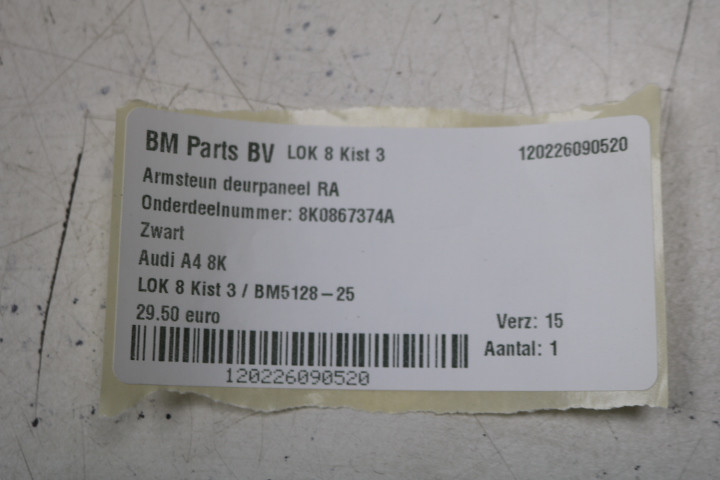 BM Parts BV LOK 8 Kist 3 120226090520
Armsteun deurpaneel RA
Onderdeelnummer: 8K0867374A
Zwart
Audi A4 8K
LOK 8 Kist 3 / BM5128-25
29.50 euro
Verz: 15
Aantal: 1
120226090520